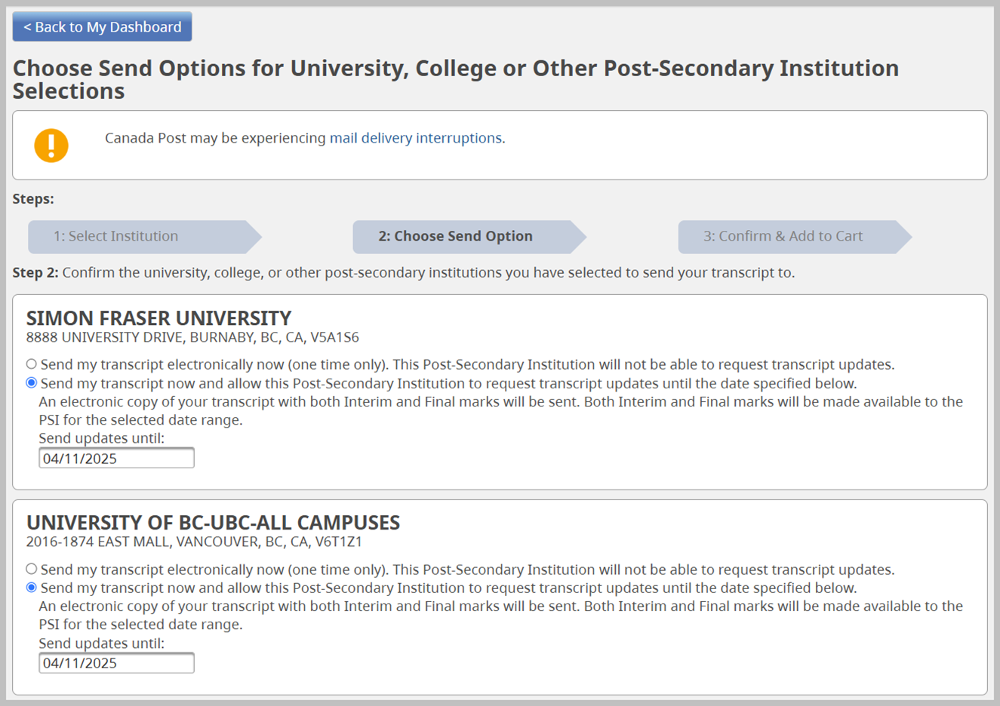 < Back to My Dashboard
Choose Send Options for University, College or Other Post-Secondary Institution
Selections
Canada Post may be experiencing mail delivery interruptions.
Steps:
1: Select Institution
2: Choose Send Option
3: Confirm & Add to Cart
Step 2: Confirm the university, college, or other post-secondary institutions you have selected to send your transcript to.
SIMON FRASER UNIVERSITY
8888 UNIVERSITY DRIVE, BURNABY, BC, CA, V5A1S6
Send my transcript electronically now (one time only). This Post-Secondary Institution will not be able to request transcript updates.
Send my transcript now and allow this Post-Secondary Institution to request transcript updates until the date specified below.
An electronic copy of your transcript with both Interim and Final marks will be sent. Both Interim and Final marks will be made available to the
PSI for the selected date range.
Send updates until:
04/11/2025
UNIVERSITY OF BC-UBC-ALL CAMPUSES
2016-1874 EAST MALL, VANCOUVER, BC, CA, V6T1Z1
Send my transcript electronically now (one time only). This Post-Secondary Institution will not be able to request transcript updates.
Send my transcript now and allow this Post-Secondary Institution to request transcript updates until the date specified below.
An electronic copy of your transcript with both Interim and Final marks will be sent. Both Interim and Final marks will be made available to the
PSI for the selected date range.
Send updates until:
04/11/2025